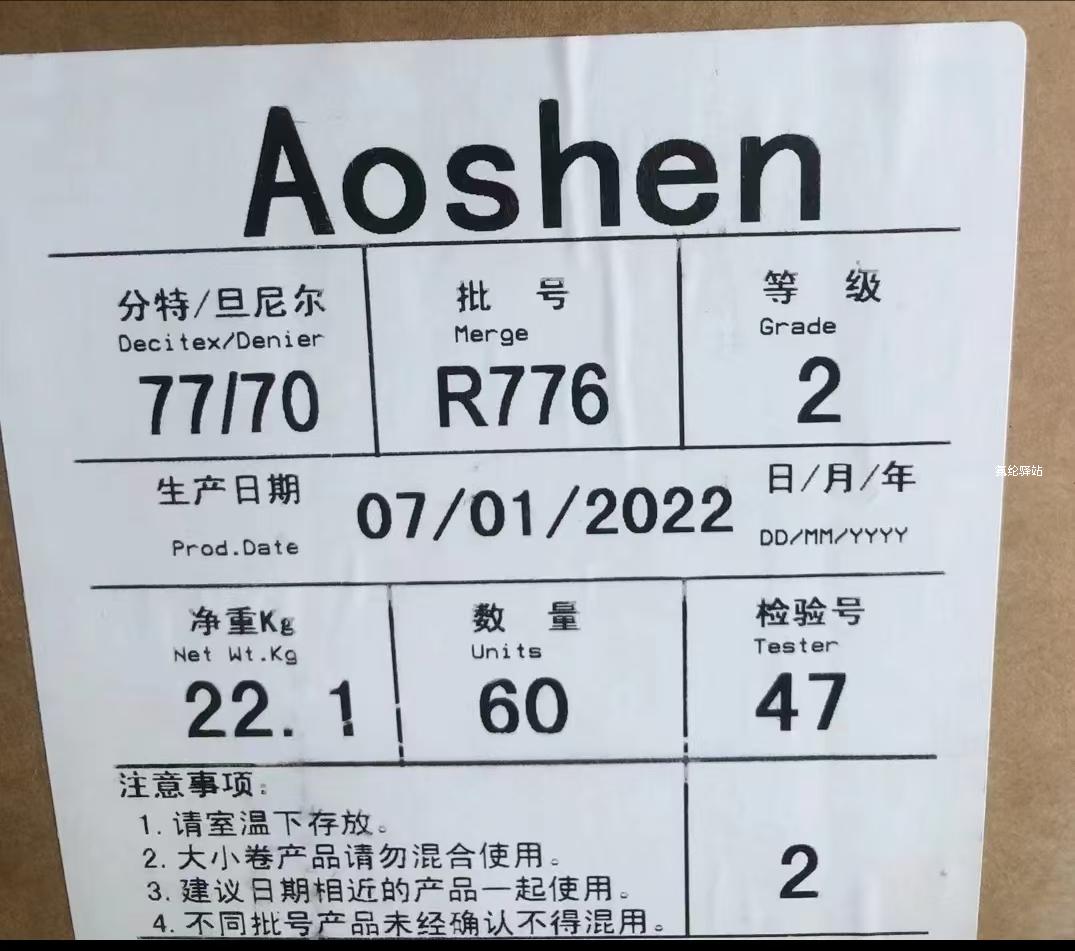 Aoshen
分特/旦尼尔 批 号 等 级
Decitex/Denier Merge Grade
77/70 R776 2
生产日期 07/01/2022 日/月/年
Prod.Date DD/MM/YYYY
净重Kg 数 量 检验号
Net Wt.Kg Units Tester
22.1 60 47
注意事项:
1.请室温下存放。
2.大小卷产品请勿混合使用。
3.建议日期相近的产品一起使用。
4.不同批号产品未经确认不得混用。
2
氨纶驿站